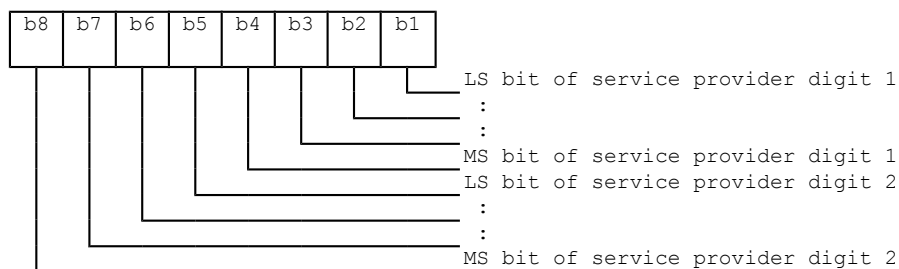 b8 b7 b6 b5 b4 b3 b2 b1
LS bit of service provider digit 1
:
:
MS bit of service provider digit 1
LS bit of service provider digit 2
:
:
MS bit of service provider digit 2